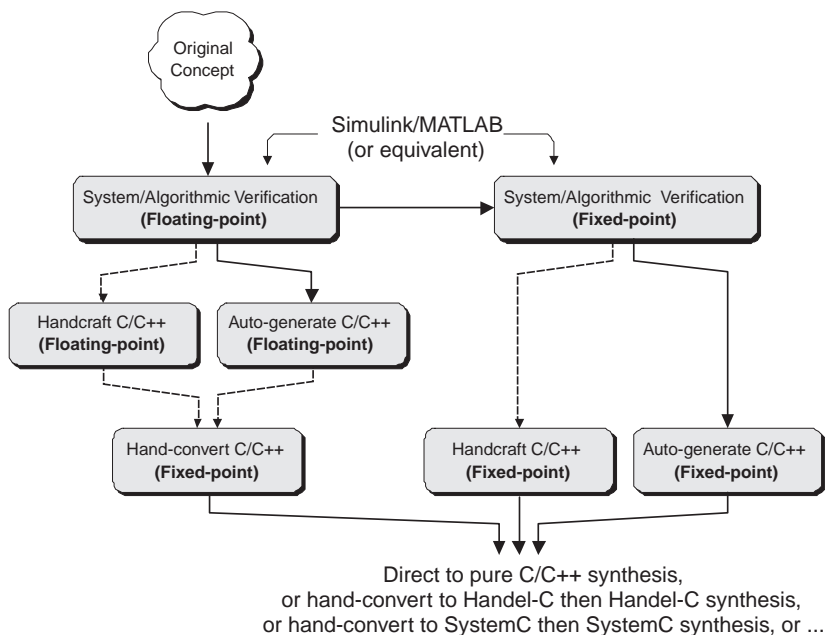 Original
Concept
Simulink/MATLAB
(or equivalent)
System/Algorithmic Verification
(Floating-point)
System/Algorithmic Verification
(Fixed-point)
Handcraft C/C++
(Floating-point)
Auto-generate C/C++
(Floating-point)
Hand-convert C/C++
(Fixed-point)
Handcraft C/C++
(Fixed-point)
Auto-generate C/C++
(Fixed-point)
Direct to pure C/C++ synthesis,
or hand-convert to Handel-C then Handel-C synthesis,
or hand-convert to SystemC then SystemC synthesis, or ...